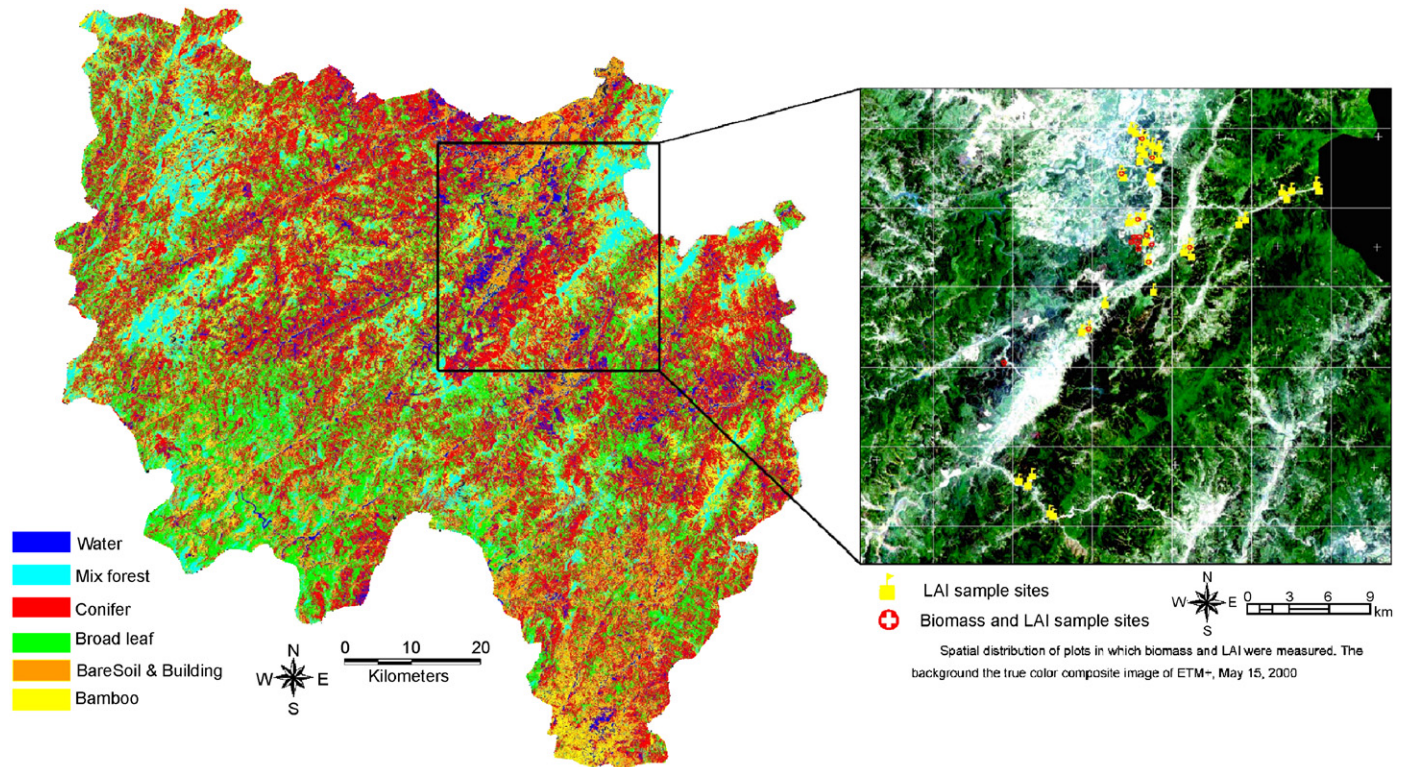 Water
Mix forest
Conifer
Broad leaf
BareSoil & Building
Bamboo
N
W E
S
0 10 20
Kilometers
LAI sample sites
Biomass and LAI sample sites
N
W E
S
0 3 6 9
km
Spatial distribution of plots in which biomass and LAI were measured. The
background the true color composite image of ETM+, May 15, 2000